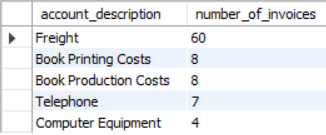 account_description number_of_invoices
Freight 60
Book Printing Costs 8
Book Production Costs 8
Telephone 7
Computer Equipment 4